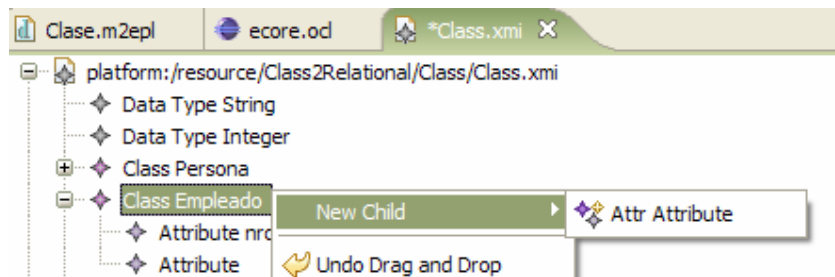 Clase.m2epl ecore.ocl *Class.xmi
platform:/resource/Class2Relational/Class/Class.xmi
Data Type String
Data Type Integer
Class Persona
Class Empleado New Child Attr Attribute
Attribute nro
Attribute Undo Drag and Drop